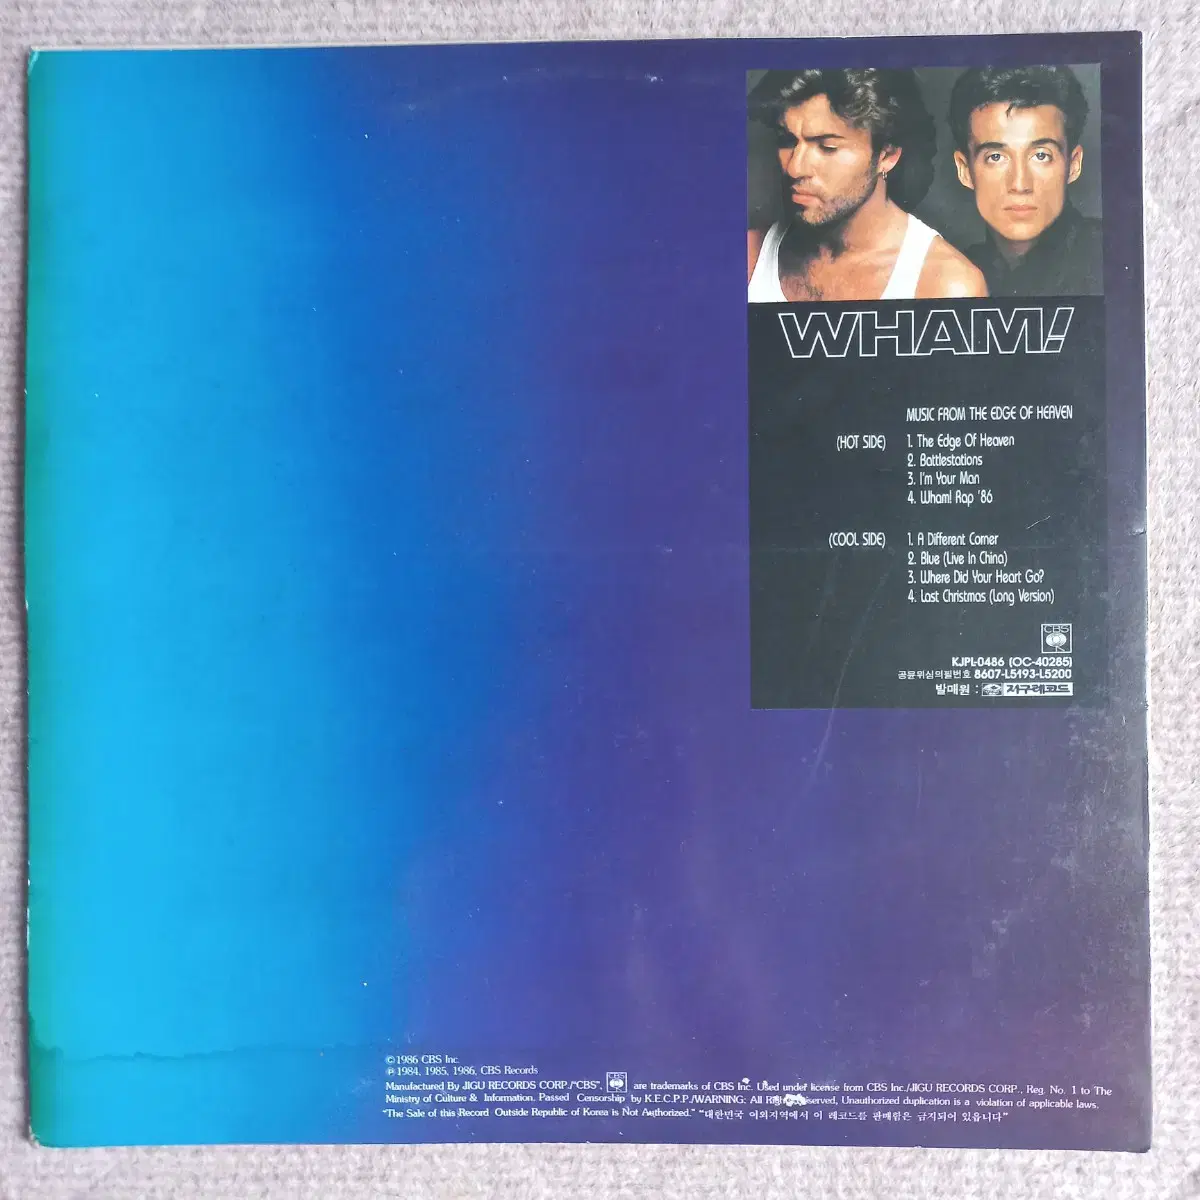 WHAM!
MUSIC FROM THE EDGE OF HEAVEN
(HOT SIDE) 1. The Edge Of Heaven
2. Battlestations
3. I'm Your Man
4. Wham! Rap '86
(COOL SIDE) 1. A Different Corner
2. Blue (Live In China)
3. Where Did Your Heart Go?
4. Last Christmas (Long Version)
CBS
KJPL-0486 (OC-40285)
공윤위심의필번호 8607-L5193-L5200
발매원 : 지구레코드
©1986 CBS Inc.
℗1984, 1985, 1986, CBS Records
Manufactured By JIGU RECORDS CORP./"CBS", CBS are trademarks of CBS Inc. Used under license from CBS Inc./JIGU RECORDS CORP., Reg. No. 1 to The
Ministry of Culture & Information. Passed Censorship by K.E.C.P.P./WARNING: All Unauthorized duplication is a violation of applicable laws.
"The Sale of this Record Outside Republic of Korea is Not Authorized." "대한민국 이외지역에서 이 레코드를 판매함은 금지되어 있읍니다"